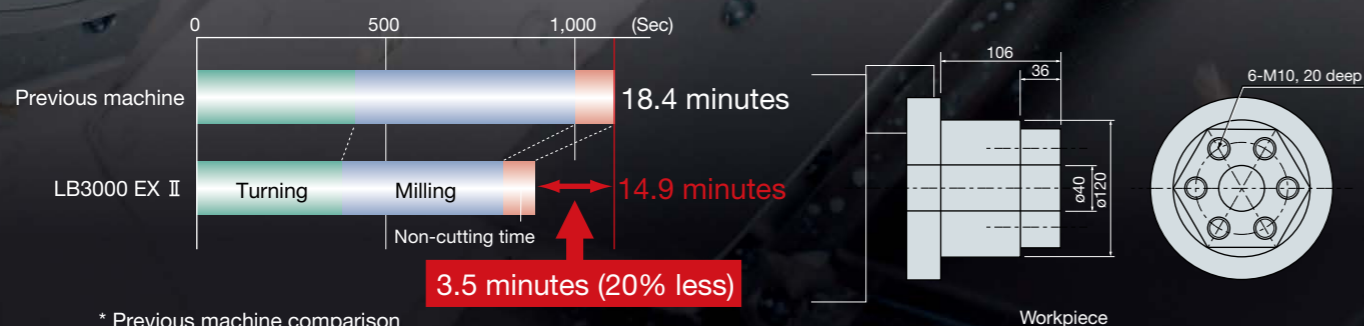 0 500 1,000 (Sec)
Previous machine 18.4 minutes
LB3000 EX Ⅱ Turning Milling 14.9 minutes
Non-cutting time
3.5 minutes (20% less)
* Previous machine comparison
106
36
6-M10, 20 deep
ø40
ø120
Workpiece